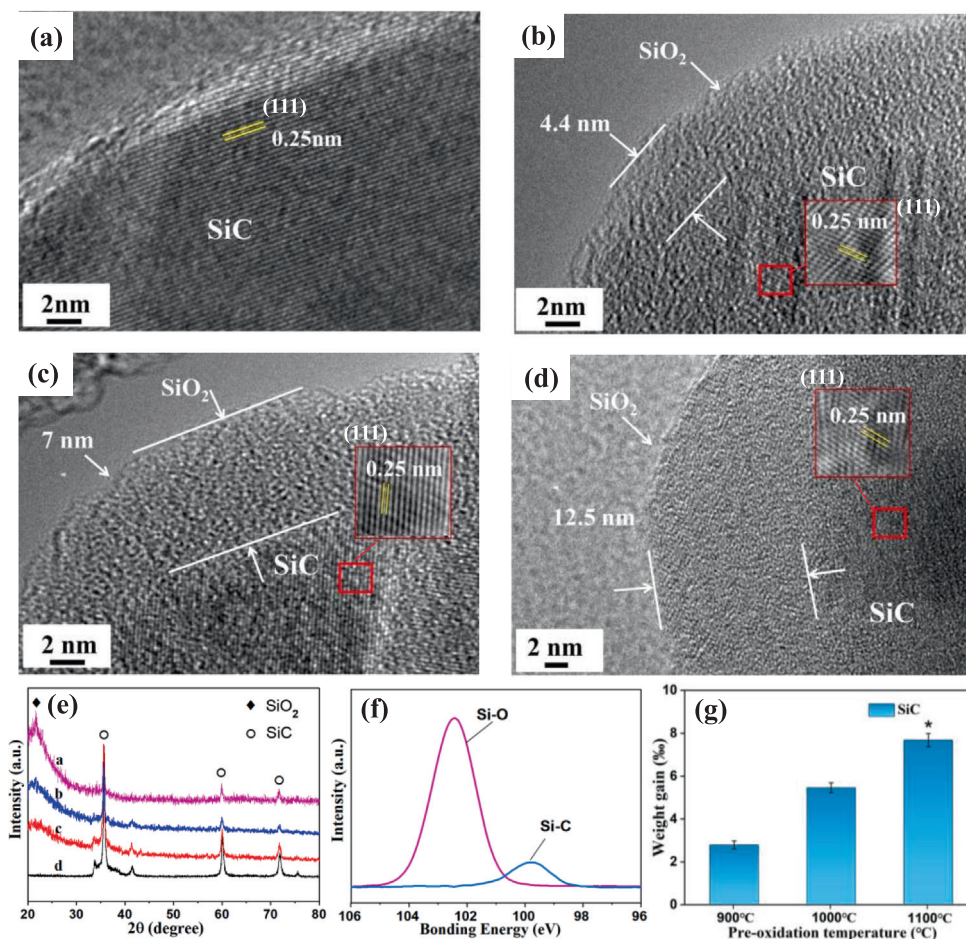 (a)
(111)
0.25nm
SiC
2nm
(b)
SiO2
4.4 nm
SiC
0.25 nm
(111)
2nm
(c)
SiO2
7 nm
(111)
0.25 nm
SiC
2 nm
(d)
(111)
SiO2
0.25 nm
12.5 nm
SiC
2 nm
(e)
◆ SiO2
○ SiC
a
b
c
d
Intensity (a.u.)
20 30 40 50 60 70 80
2θ (degree)
(f)
Si-O
Si-C
Intensity (a.u.)
106 104 102 100 98 96
Bonding Energy (eV)
(g)
SiC
*
Weight gain (‰)
10
8
6
4
2
0
900℃ 1000℃ 1100℃
Pre-oxidation temperature (℃)